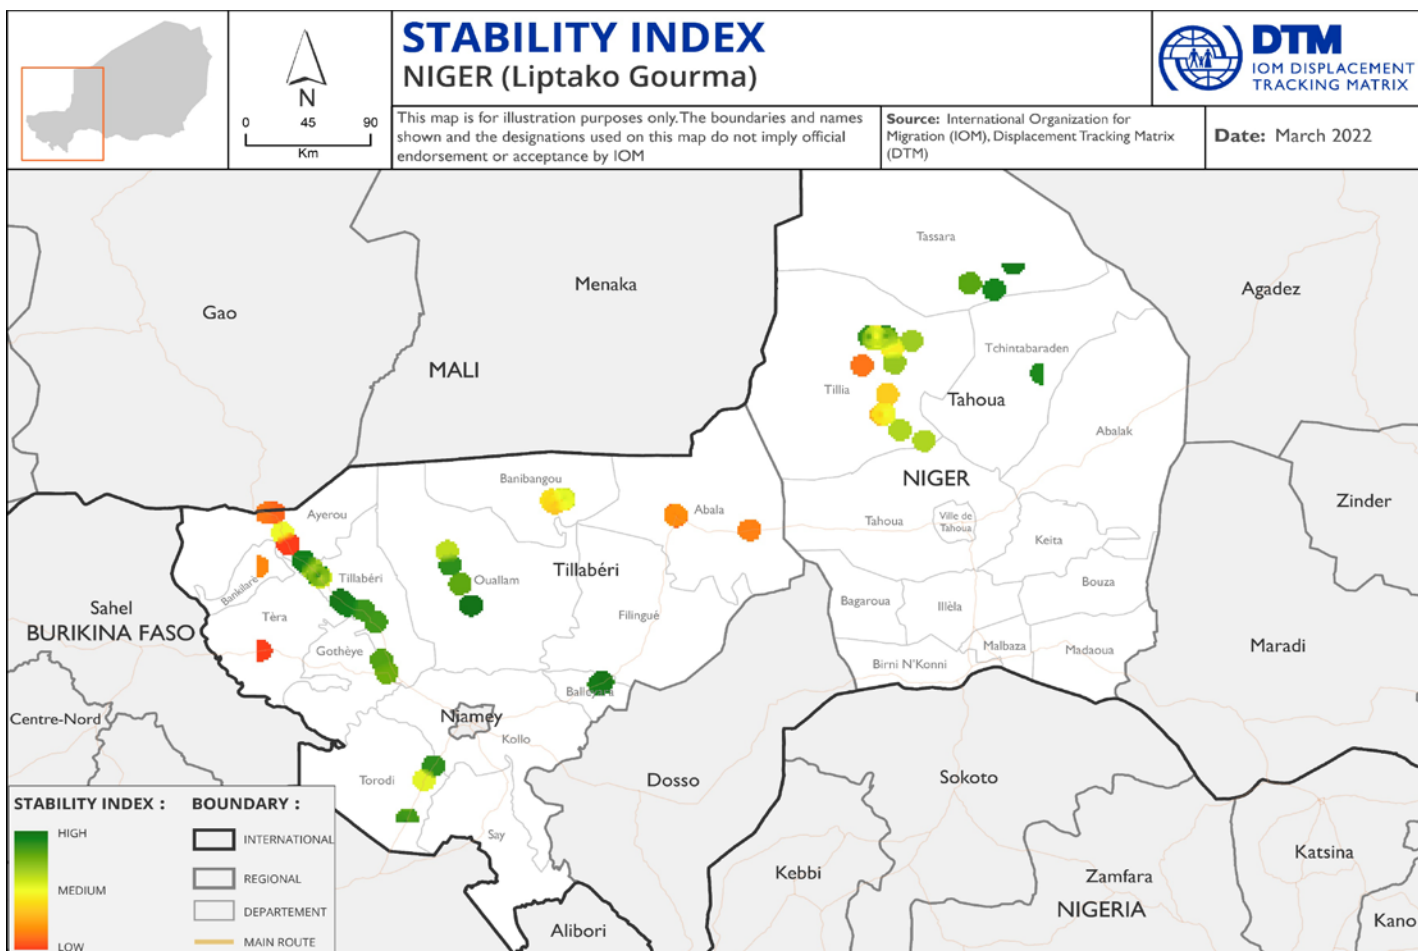 STABILITY INDEX
NIGER (Liptako Gourma)
N
0 45 90
Km
This map is for illustration purposes only. The boundaries and names
shown and the designations used on this map do not imply official
endorsement or acceptance by IOM
Source: International Organization for
Migration (IOM), Displacement Tracking Matrix
(DTM)
Date: March 2022
DTM
IOM DISPLACEMENT
TRACKING MATRIX
Tassara
Menaka
Agadez
Gao
Tchintabaraden
MALI
Tillia
Tahoua
Abalak
NIGER
Banibangou
Zinder
Abala
Ayerou
Tahoua
Ville de
Tahoua
Keita
Tillabéri
Tillabéri
Ouallam
Bankilare
Bouza
Bagaroua
Illèla
Sahel
BURIKINA FASO
Tèra
Filingué
Gothèye
Malbaza
Madaoua
Maradi
Birni N'Konni
Balleyara
Centre-Nord
Niamey
Kollo
Torodi
Dosso
Sokoto
Say
Katsina
Kebbi
Zamfara
NIGERIA
Kano
Alibori
STABILITY INDEX :
HIGH
MEDIUM
LOW
BOUNDARY :
INTERNATIONAL
REGIONAL
DEPARTEMENT
MAIN ROUTE